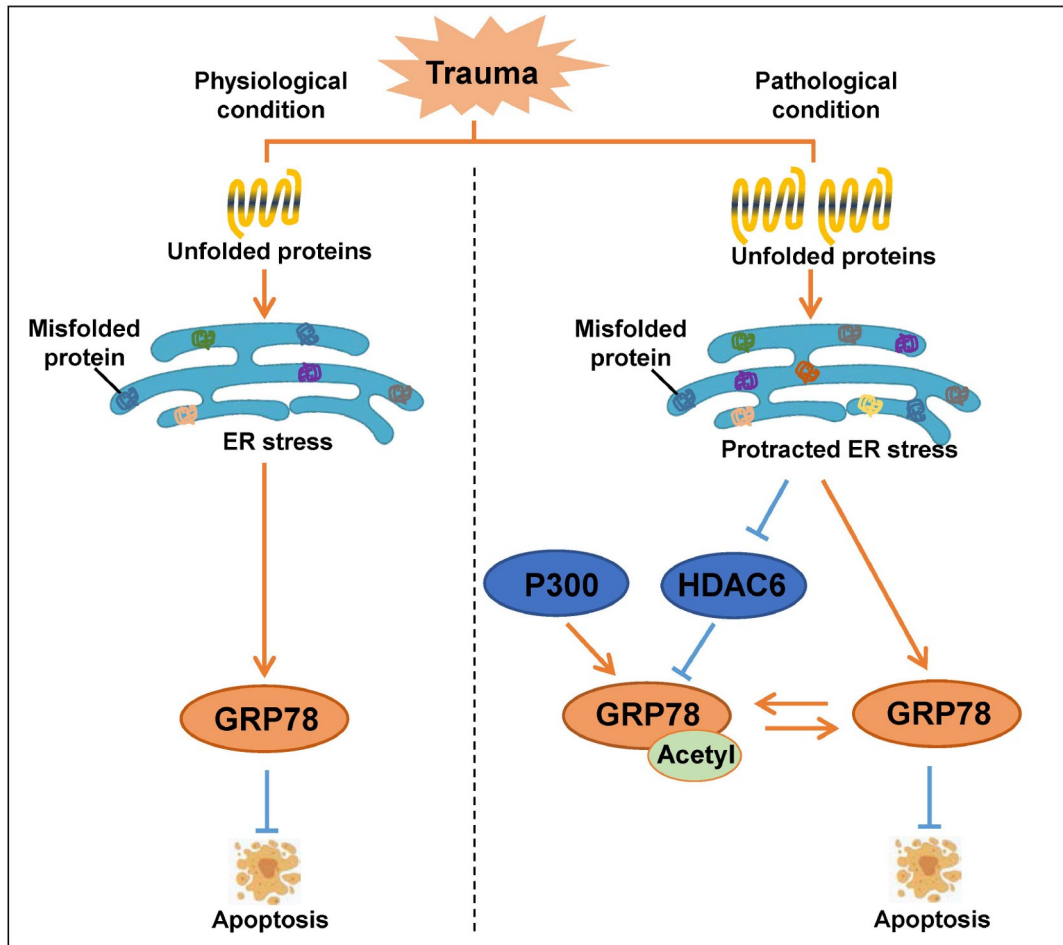 Trauma
Physiological
condition
Pathological
condition
Unfolded proteins
Unfolded proteins
Misfolded
protein
Misfolded
protein
ER stress
Protracted ER stress
P300
HDAC6
GRP78
GRP78
GRP78
Acetyl
Apoptosis
Apoptosis